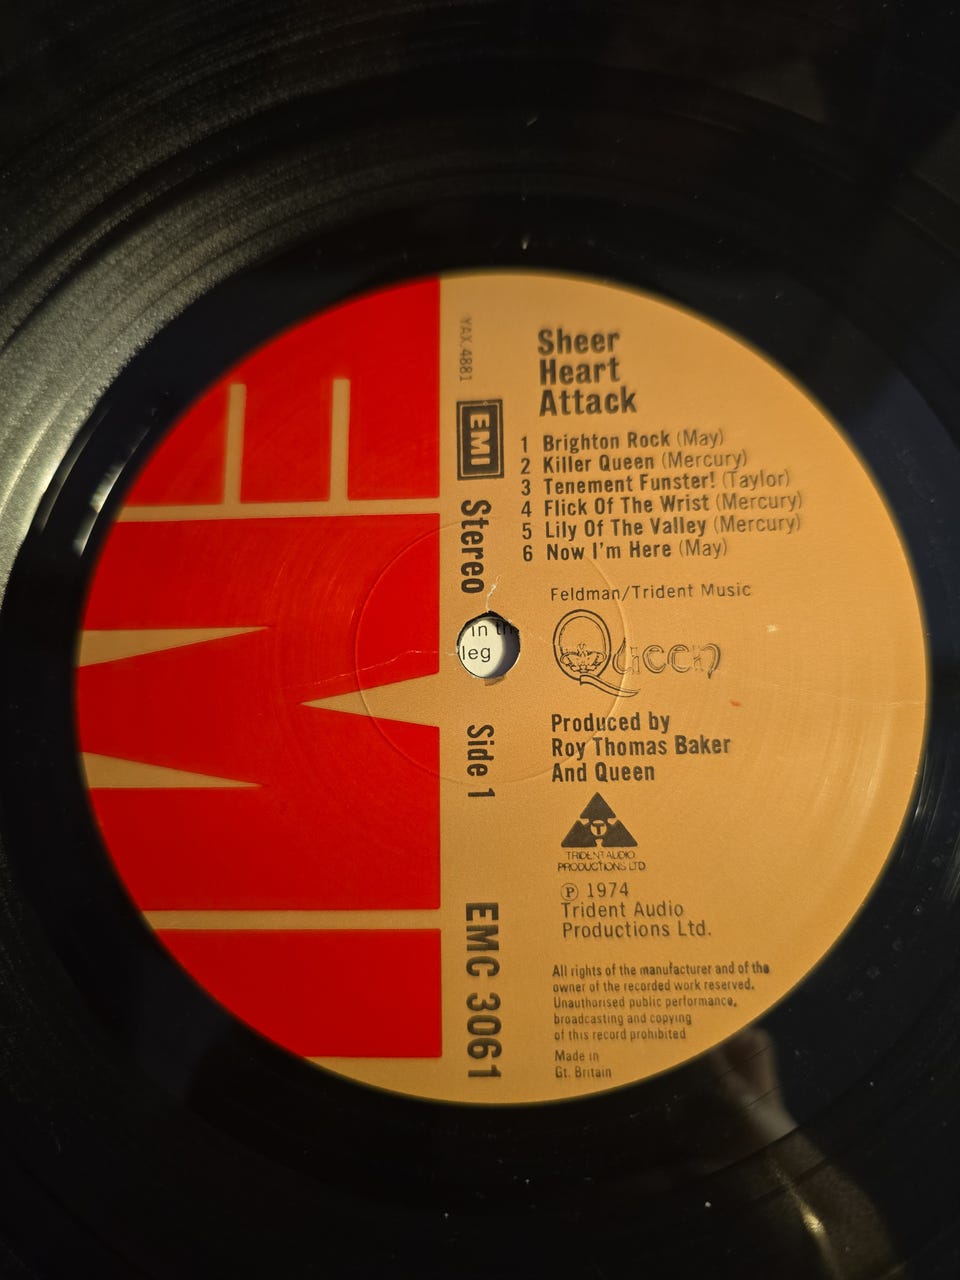 EMI
YAX.4881
EMI
Stereo
Side 1
EMC 3061
Sheer
Heart
Attack
1 Brighton Rock (May)
2 Killer Queen (Mercury)
3 Tenement Funster! (Taylor)
4 Flick Of The Wrist (Mercury)
5 Lily Of The Valley (Mercury)
6 Now I'm Here (May)
Feldman/Trident Music
Queen
in th
leg
Produced by
Roy Thomas Baker
And Queen
T
TRIDENT AUDIO
PRODUCTIONS LTD
℗ 1974
Trident Audio
Productions Ltd.
All rights of the manufacturer and of the
owner of the recorded work reserved.
Unauthorised public performance,
broadcasting and copying
of this record prohibited
Made in
Gt. Britain